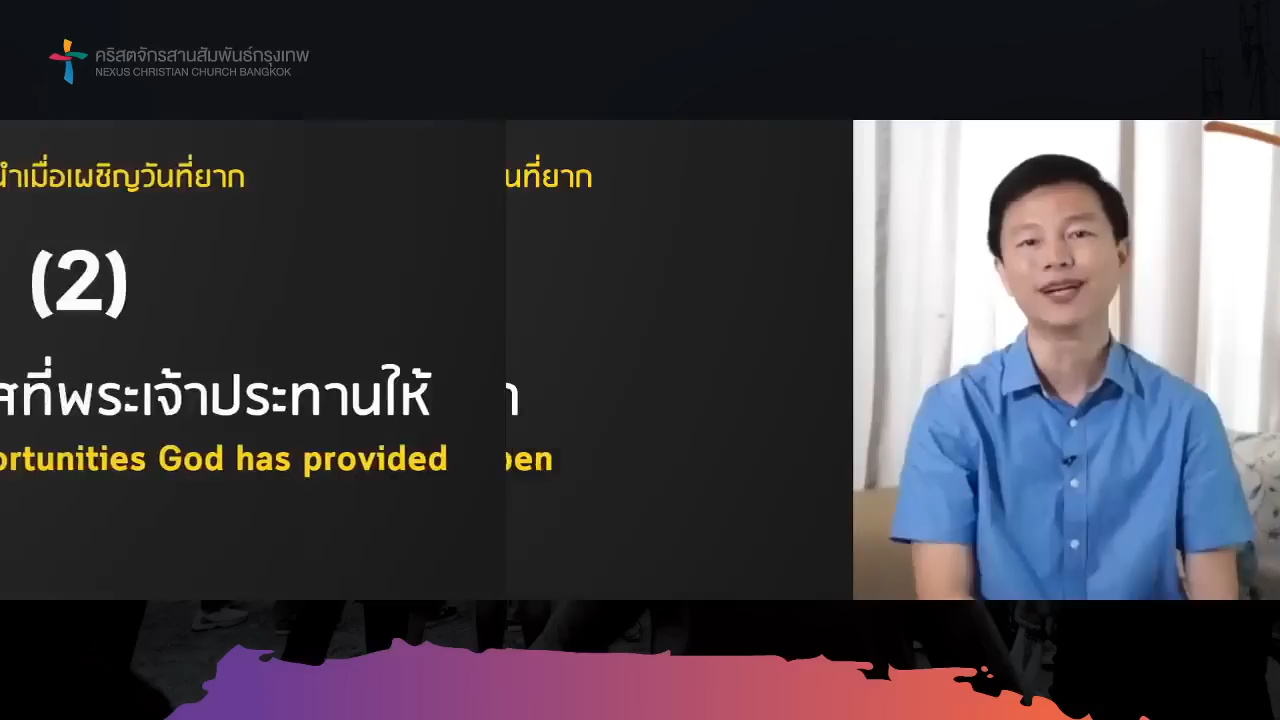 คริสตจักรสานสัมพันธ์กรุงเทพ
NEXUS CHRISTIAN CHURCH BANGKOK
นำเมื่อเผชิญวันที่ยาก
นที่ยาก
(2)
สที่พระเจ้าประทานให้
ortunities God has provided
pen